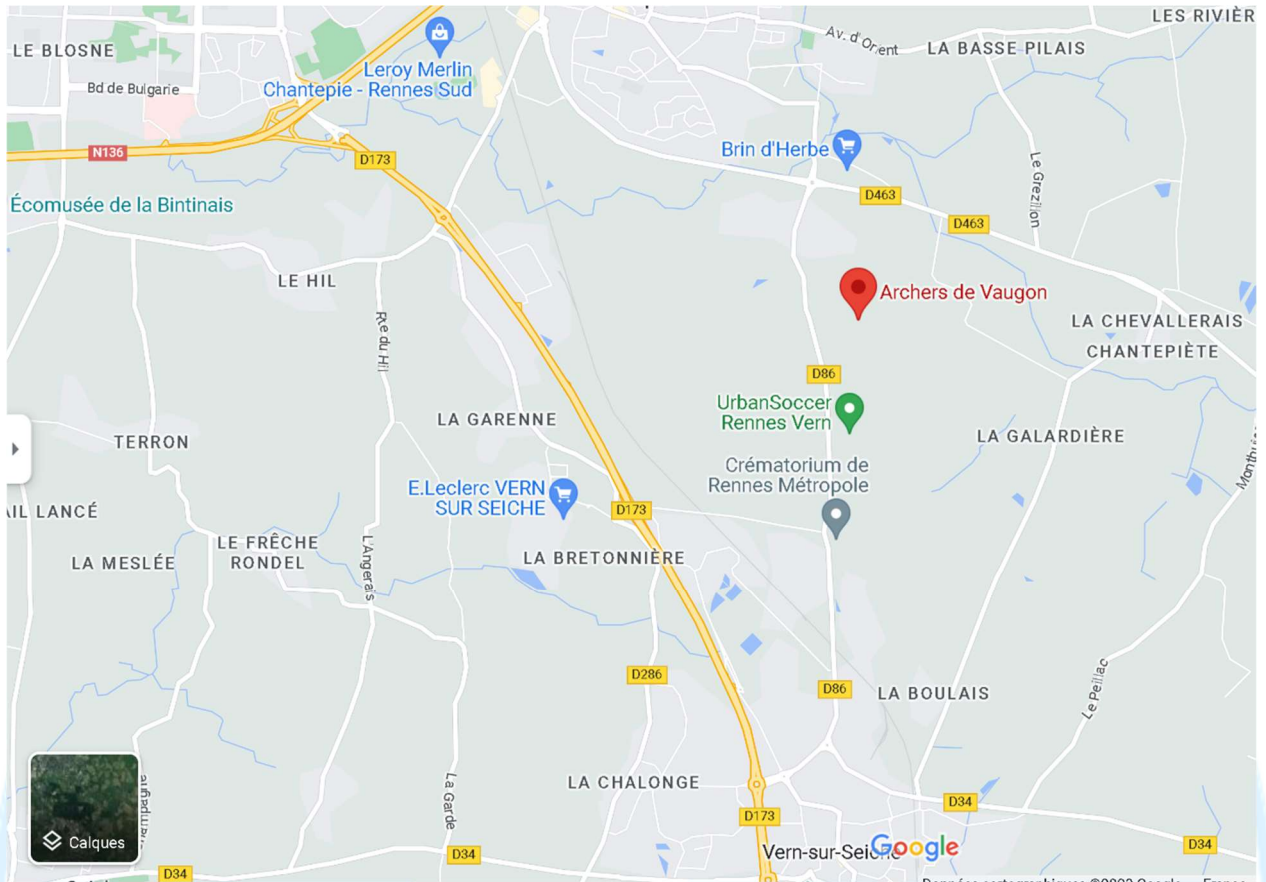 LES RIVIÈR
LE BLOSNE
Av. d'Orient
LA BASSE PILAIS
Leroy Merlin
Chantepie - Rennes Sud
Bd de Bulgarie
Brin d'Herbe
N136
D173
Le Grezillon
D463
Écomusée de la Bintinais
D463
LE HIL
Archers de Vaugon
Rte du Hil
LA CHEVALLERAIS
CHANTEPIÈTE
D86
UrbanSoccer
Rennes Vern
LA GARENNE
TERRON
LA GALARDIÈRE
Crématorium de
Rennes Métropole
E.Leclerc VERN
SUR SEICHE
AIL LANCÉ
D173
LE FRÊCHE
RONDEL
LA MESLÉE
L'Angerais
LA BRETONNIÈRE
D286
D86
LA BOULAIS
Le Peillac
LA CHALONGE
La Garde
D34
Calques
D173
D34
Vern-sur-Seiche
Google
D34
D34